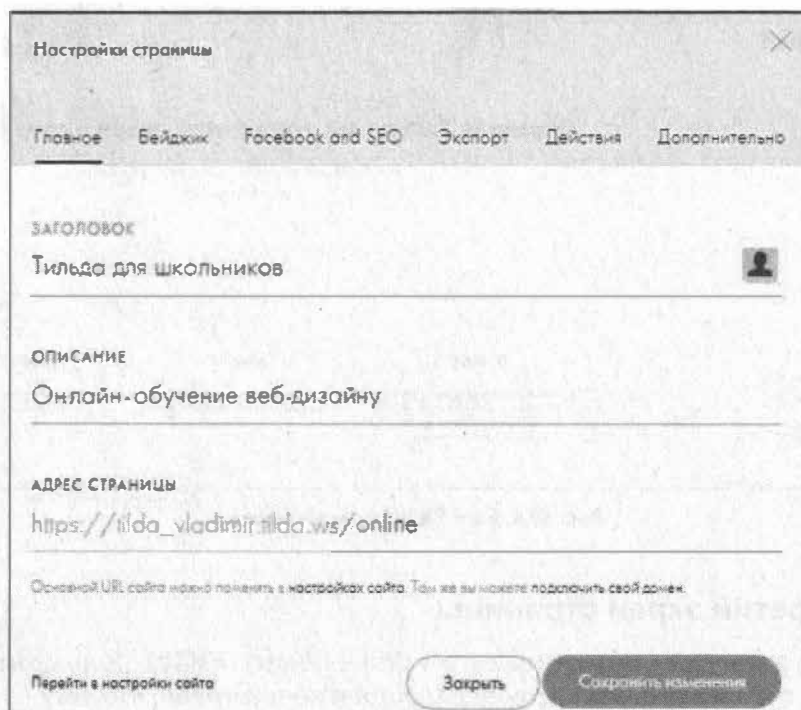 Настройки страницы
Главное Бейджик Facebook and SEO Экспорт Действия Дополнительно
ЗАГОЛОВОК
Тильда для школьников
ОПИСАНИЕ
Онлайн-обучение веб-дизайну
АДРЕС СТРАНИЦЫ
https://tilda_vladimir.tilda.ws/online
Основной URL сайта можно поменять в настройках сайта. Там же вы можете подключить свой домен.
Перейти в настройки сайта Закрыть Сохранить изменения